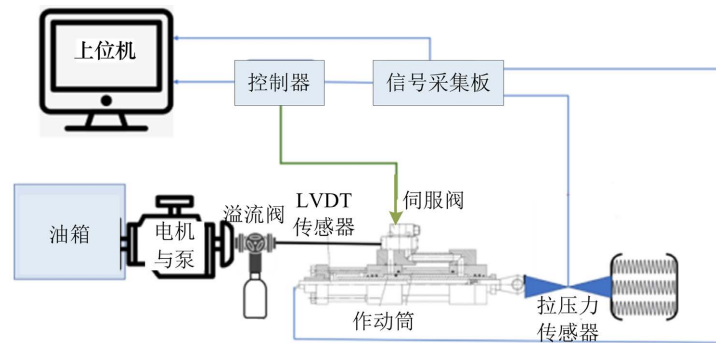 上位机
控制器
信号采集板
油箱
电机
与泵
溢流阀
LVDT
传感器
伺服阀
作动筒
拉压力
传感器